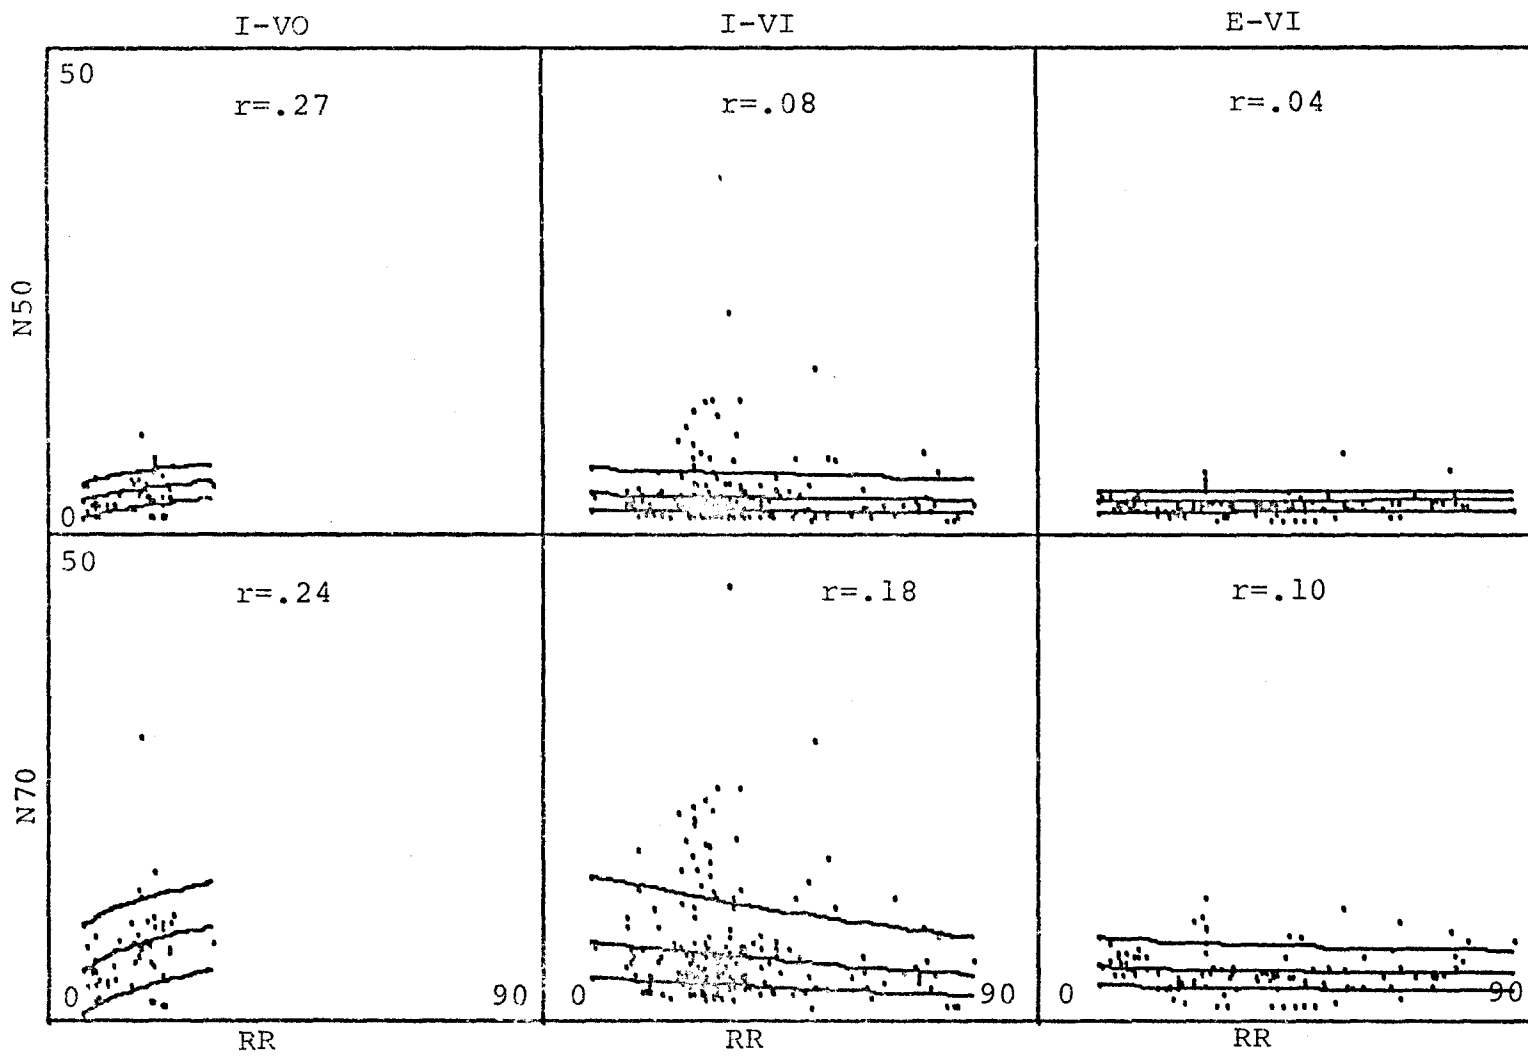 I-VO I-VI E-VI
50
r=.27 r=.08 r=.04
N50
0
50
r=.24 r=.18 r=.10
N70
0 90 0 90 0 90
RR RR RR